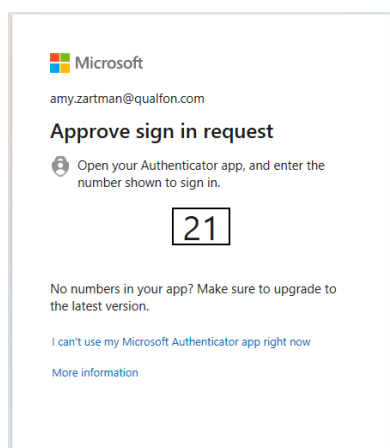 Microsoft
amy.zartman@qualfon.com
Approve sign in request
Open your Authenticator app, and enter the
number shown to sign in.
21
No numbers in your app? Make sure to upgrade to
the latest version.
I can't use my Microsoft Authenticator app right now
More information